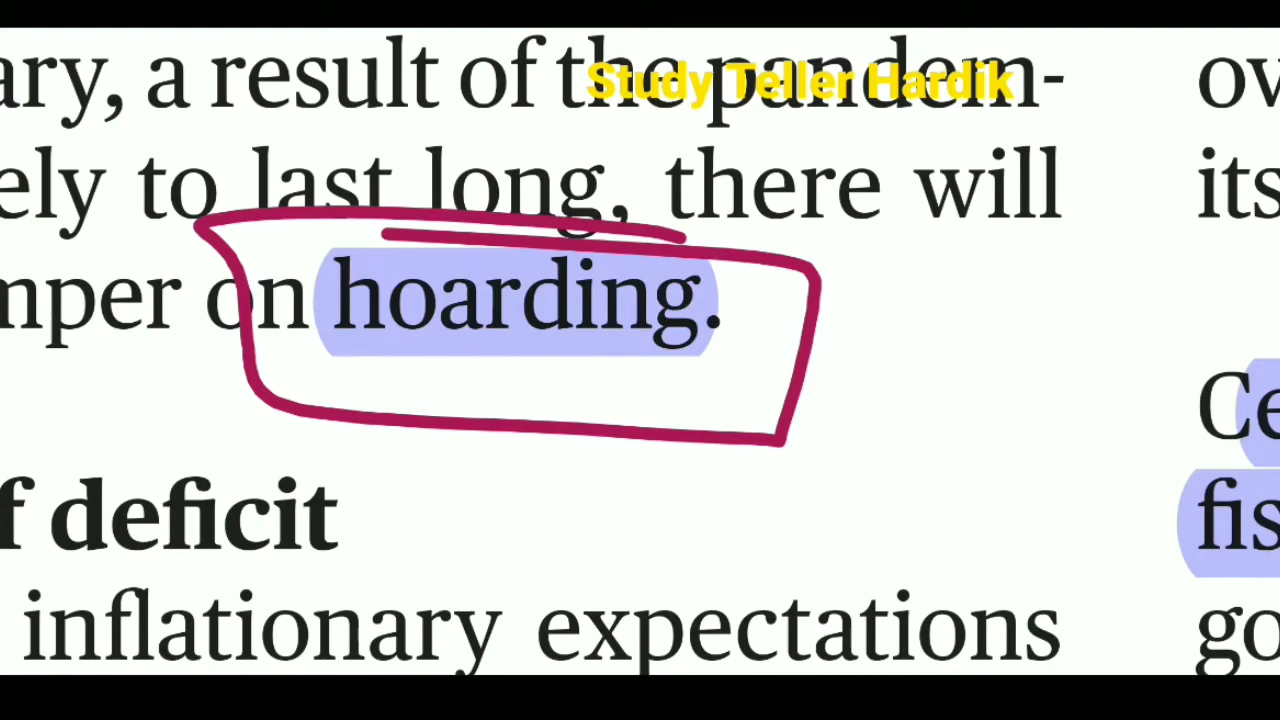 ary, a result of the pandem-
ely to last long, there will
mper on hoarding.
f deficit
inflationary expectations
ov
its
Ce
fis
go
Study Teller Hardik